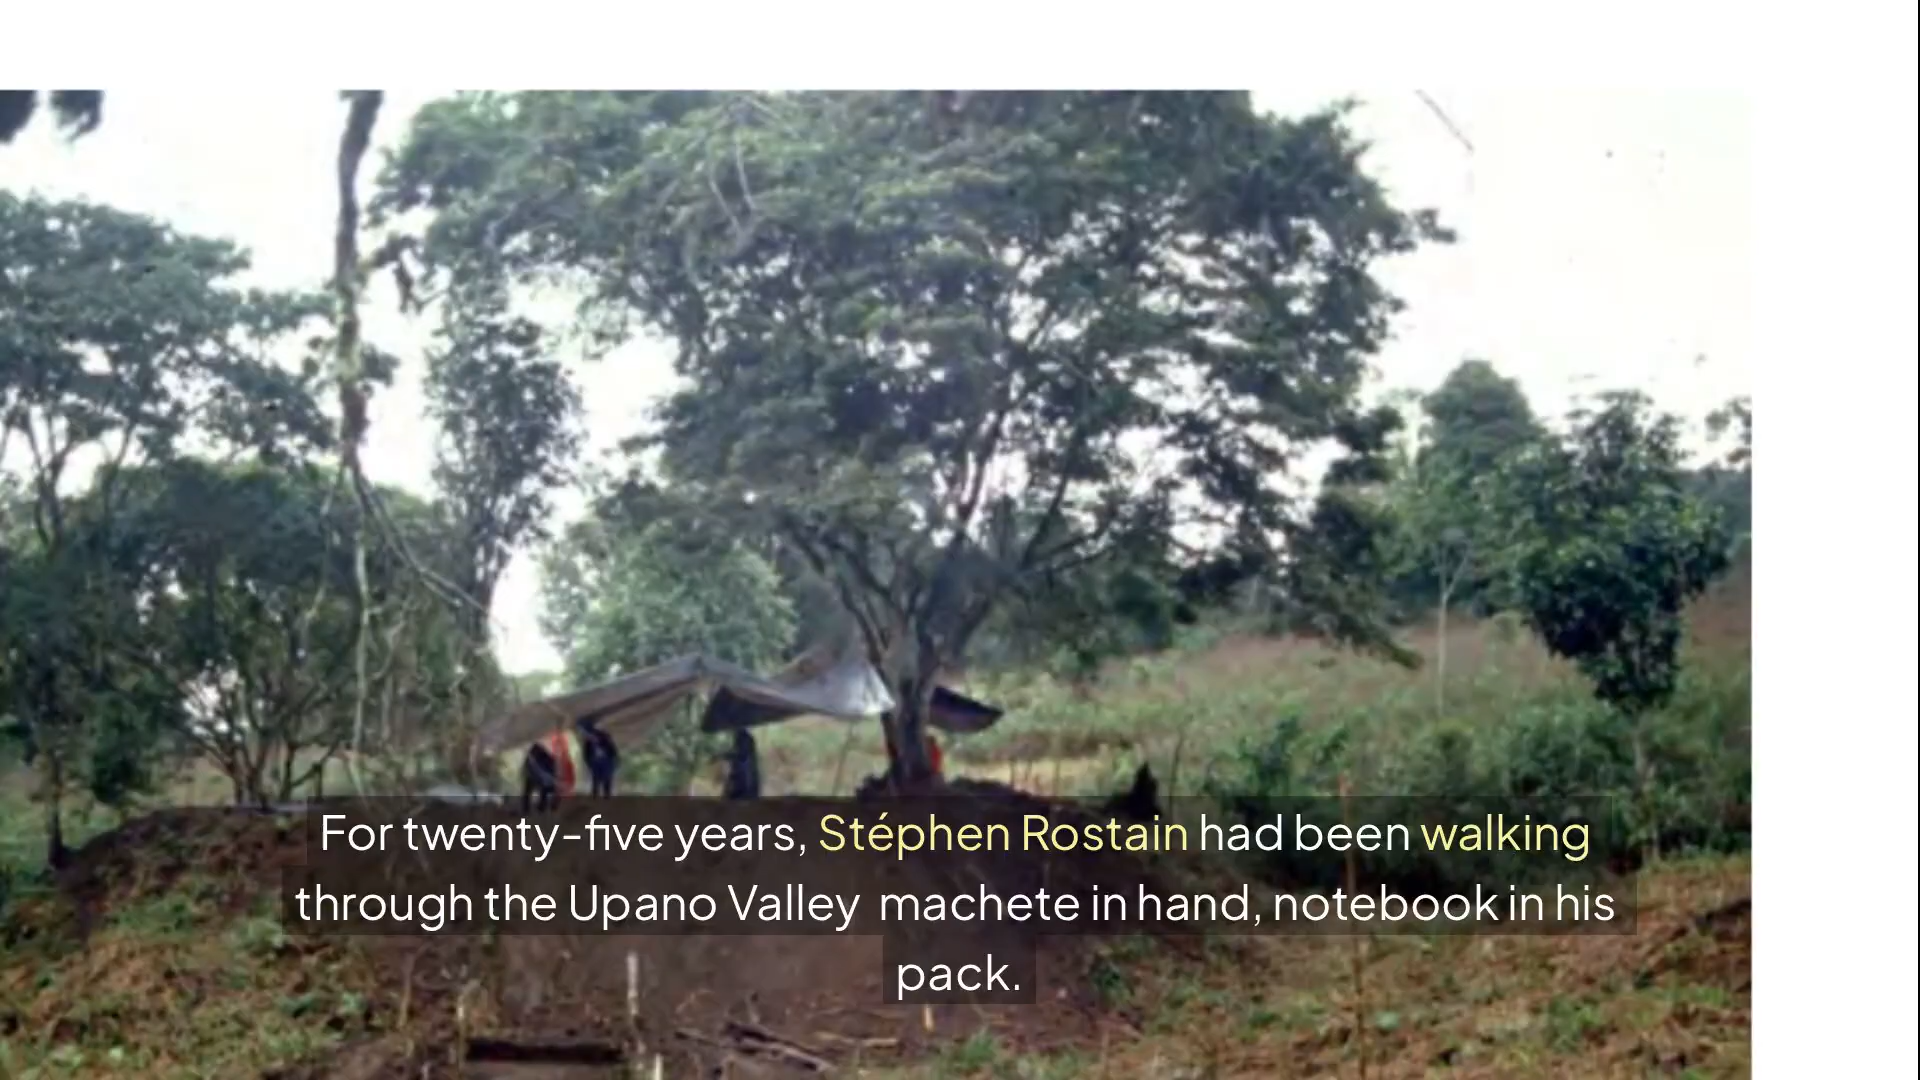 For twenty-five years, Stéphen Rostain had been walking
through the Upano Valley machete in hand, notebook in his
pack.